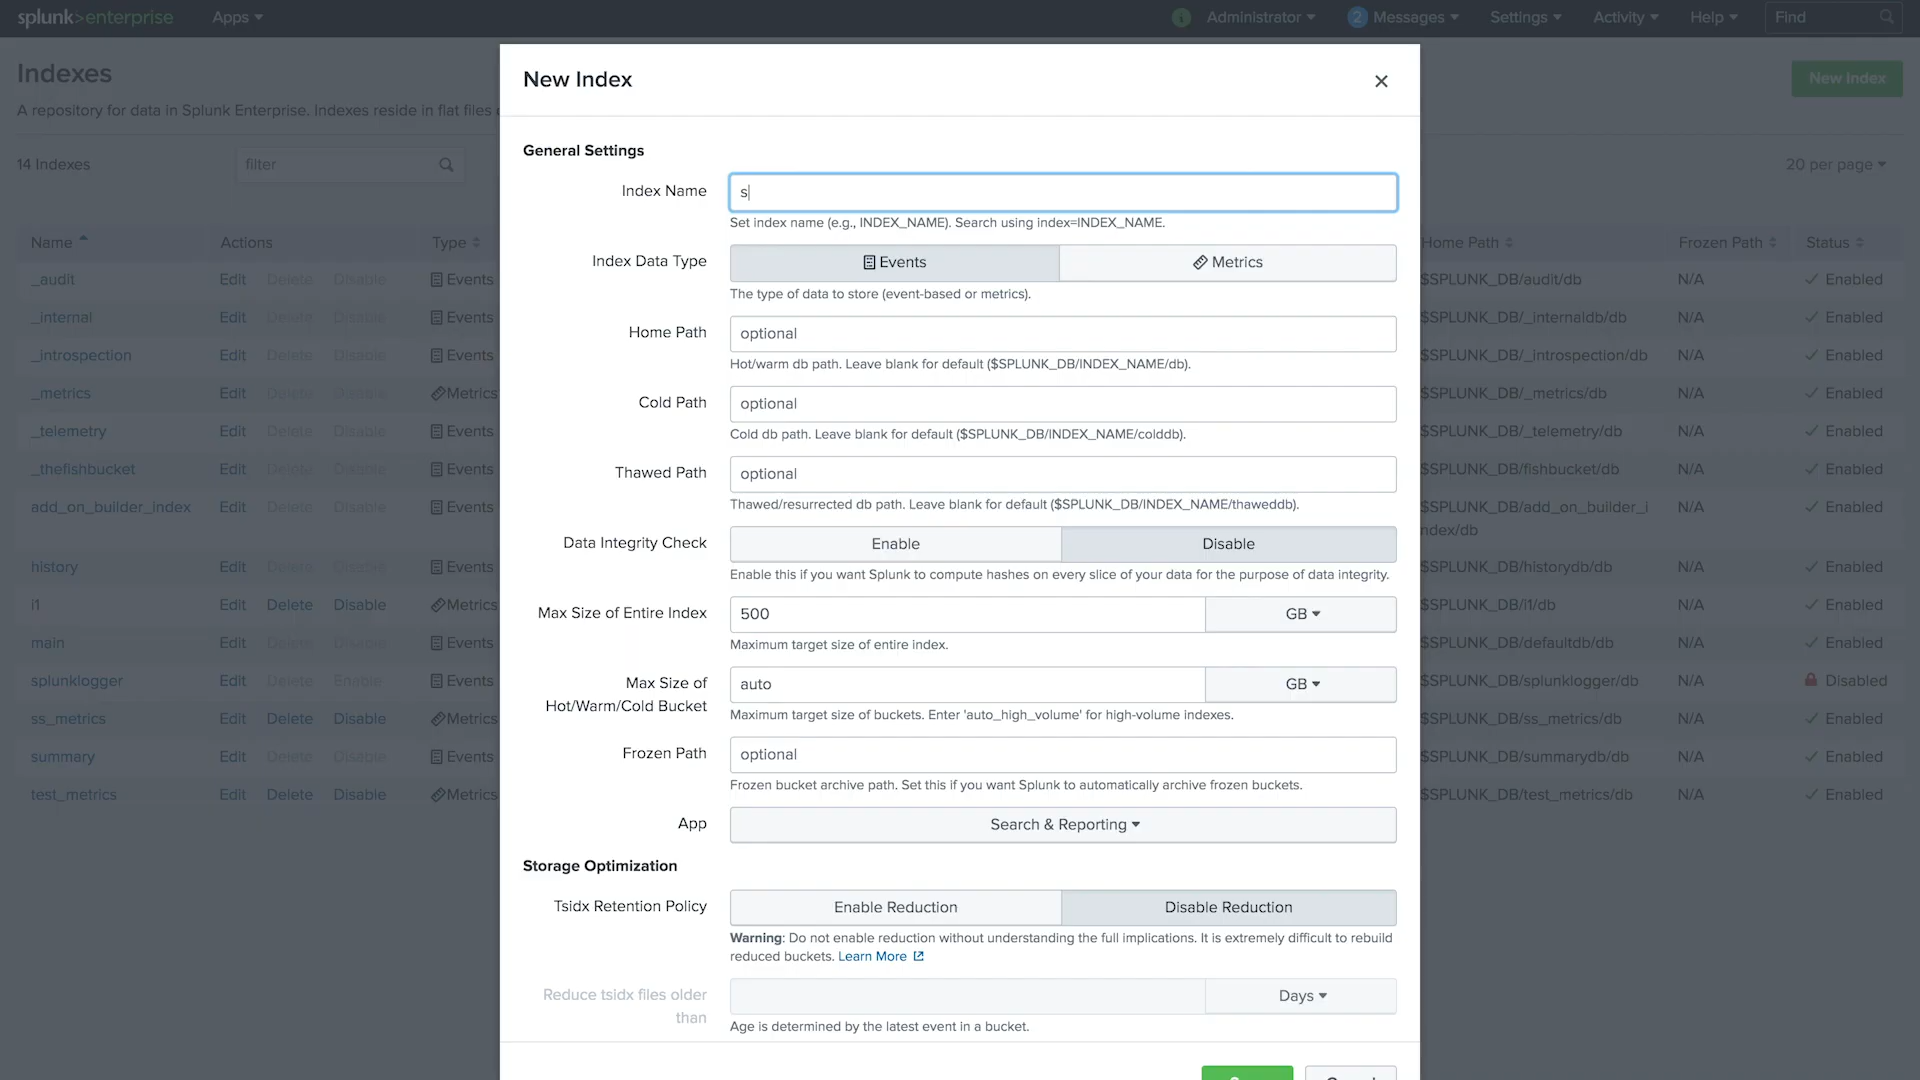 splunk>enterprise Apps Administrator 2 Messages Settings Activity Help Find
Indexes
A repository for data in Splunk Enterprise. Indexes reside in flat files
New Index
14 Indexes
filter
20 per page
Name Actions Type Home Path Frozen Path Status
_audit Edit Delete Disable Events $SPLUNK_DB/audit/db N/A Enabled
_internal Edit Delete Disable Events $SPLUNK_DB/_internaldb/db N/A Enabled
_introspection Edit Delete Disable Events $SPLUNK_DB/_introspection/db N/A Enabled
_metrics Edit Delete Disable Metrics $SPLUNK_DB/_metrics/db N/A Enabled
_telemetry Edit Delete Disable Events $SPLUNK_DB/_telemetry/db N/A Enabled
_thefishbucket Edit Delete Disable Events $SPLUNK_DB/fishbucket/db N/A Enabled
add_on_builder_index Edit Delete Disable Events $SPLUNK_DB/add_on_builder_i N/A Enabled
ndex/db
history Edit Delete Disable Events $SPLUNK_DB/historydb/db N/A Enabled
i1 Edit Delete Disable Metrics $SPLUNK_DB/i1/db N/A Enabled
main Edit Delete Disable Events $SPLUNK_DB/defaultdb/db N/A Enabled
splunklogger Edit Delete Enable Events $SPLUNK_DB/splunklogger/db N/A Disabled
ss_metrics Edit Delete Disable Metrics $SPLUNK_DB/ss_metrics/db N/A Enabled
summary Edit Delete Disable Events $SPLUNK_DB/summarydb/db N/A Enabled
test_metrics Edit Delete Disable Metrics $SPLUNK_DB/test_metrics/db N/A Enabled
New Index
General Settings
Index Name s
Set index name (e.g., INDEX_NAME). Search using index=INDEX_NAME.
Index Data Type Events Metrics
The type of data to store (event-based or metrics).
Home Path optional
Hot/warm db path. Leave blank for default ($SPLUNK_DB/INDEX_NAME/db).
Cold Path optional
Cold db path. Leave blank for default ($SPLUNK_DB/INDEX_NAME/colddb).
Thawed Path optional
Thawed/resurrected db path. Leave blank for default ($SPLUNK_DB/INDEX_NAME/thaweddb).
Data Integrity Check Enable Disable
Enable this if you want Splunk to compute hashes on every slice of your data for the purpose of data integrity.
Max Size of Entire Index 500 GB
Maximum target size of entire index.
Max Size of auto GB
Hot/Warm/Cold Bucket
Maximum target size of buckets. Enter 'auto_high_volume' for high-volume indexes.
Frozen Path optional
Frozen bucket archive path. Set this if you want Splunk to automatically archive frozen buckets.
App Search & Reporting
Storage Optimization
Tsidx Retention Policy Enable Reduction Disable Reduction
Warning: Do not enable reduction without understanding the full implications. It is extremely difficult to rebuild
reduced buckets. Learn More
Reduce tsidx files older Days
than
Age is determined by the latest event in a bucket.